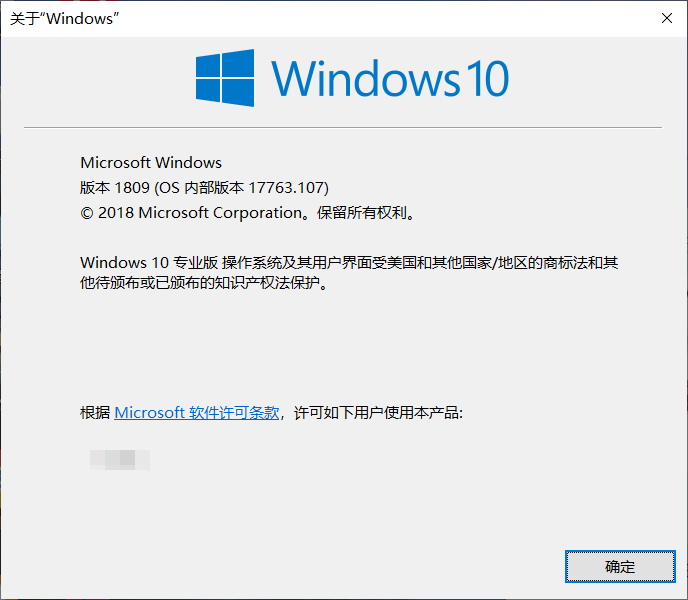 关于“Windows”
Windows 10
Microsoft Windows
版本 1809 (OS 内部版本 17763.107)
© 2018 Microsoft Corporation。保留所有权利。
Windows 10 专业版 操作系统及其用户界面受美国和其他国家/地区的商标法和其
他待颁布或已颁布的知识产权法保护。
根据 Microsoft 软件许可条款，许可如下用户使用本产品:
确定